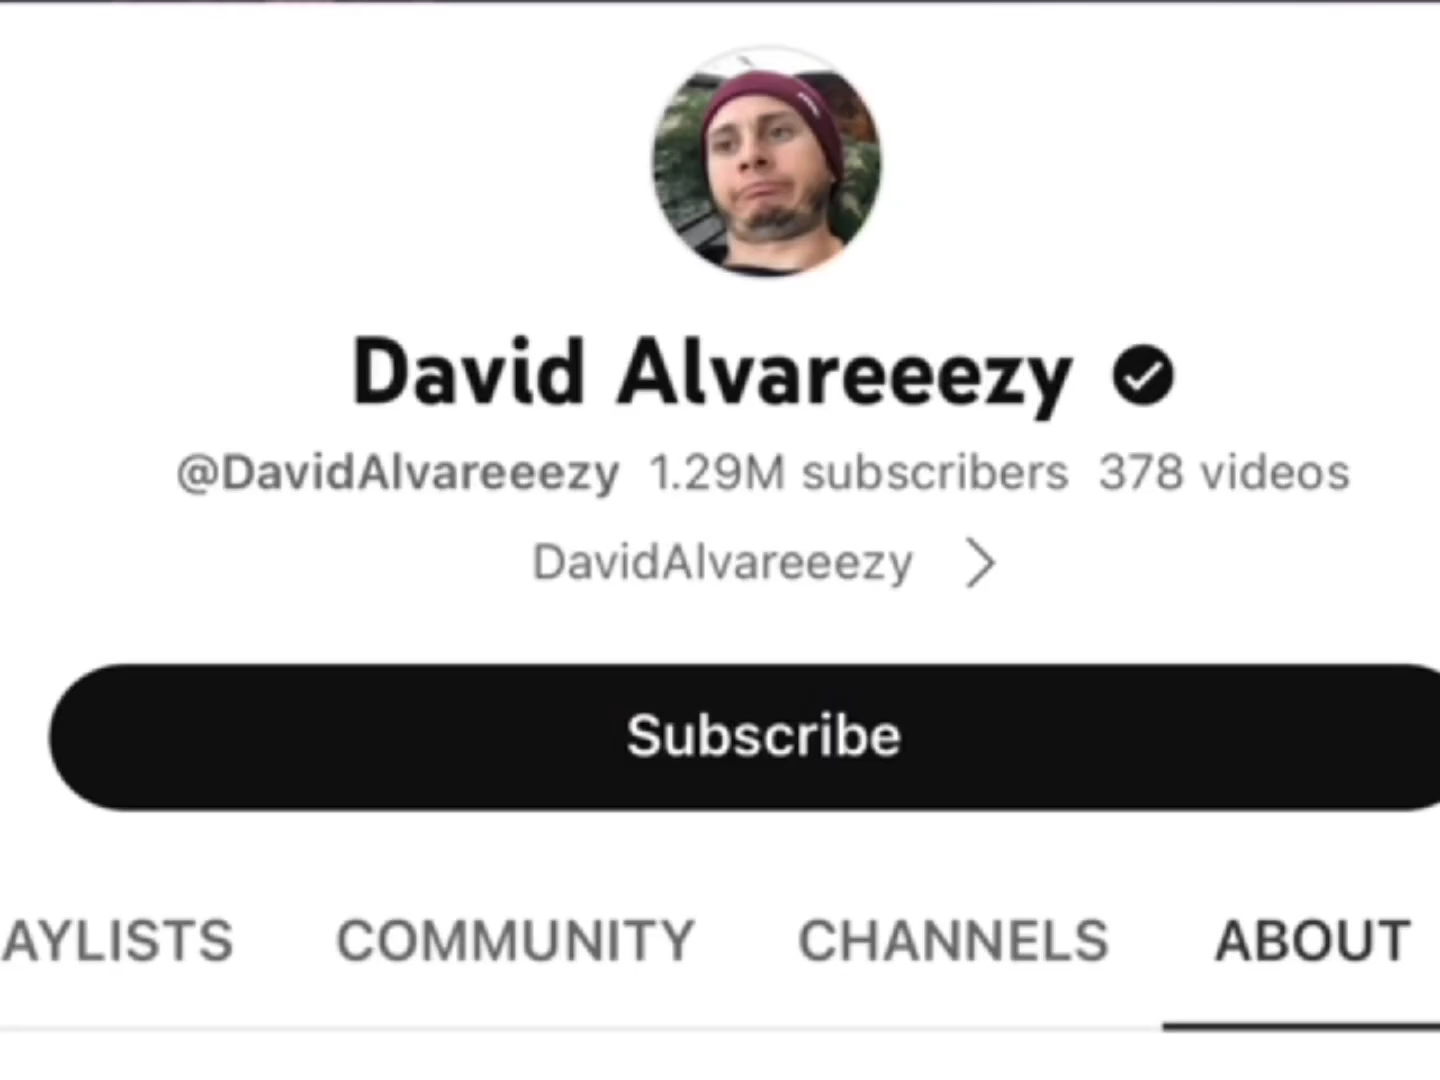 David Alvareeezy
@DavidAlvareeezy 1.29M subscribers 378 videos
DavidAlvareeezy
Subscribe
AYLISTS COMMUNITY CHANNELS ABOUT